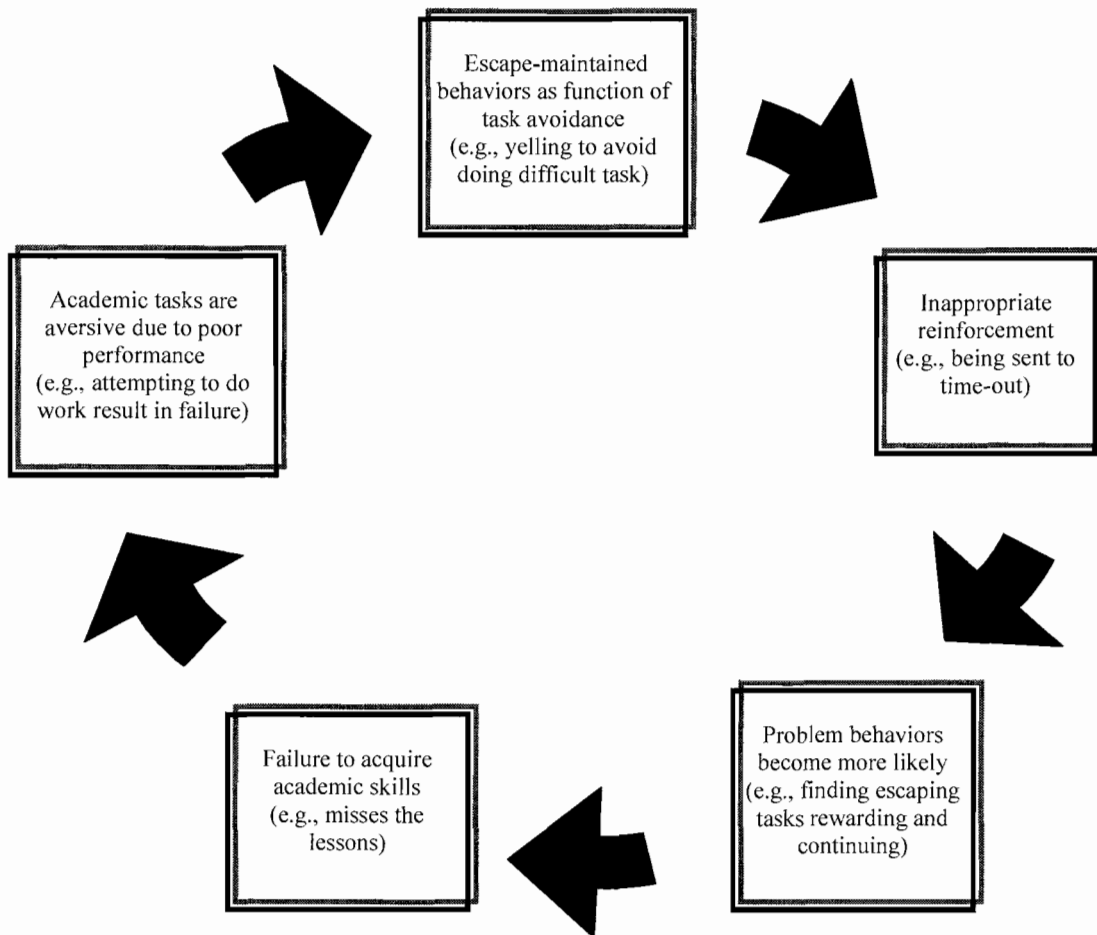 Escape-maintained
behaviors as function of
task avoidance
(e.g., yelling to avoid
doing difficult task)
Inappropriate
reinforcement
(e.g., being sent to
time-out)
Problem behaviors
become more likely
(e.g., finding escaping
tasks rewarding and
continuing)
Failure to acquire
academic skills
(e.g., misses the
lessons)
Academic tasks are
aversive due to poor
performance
(e.g., attempting to do
work result in failure)